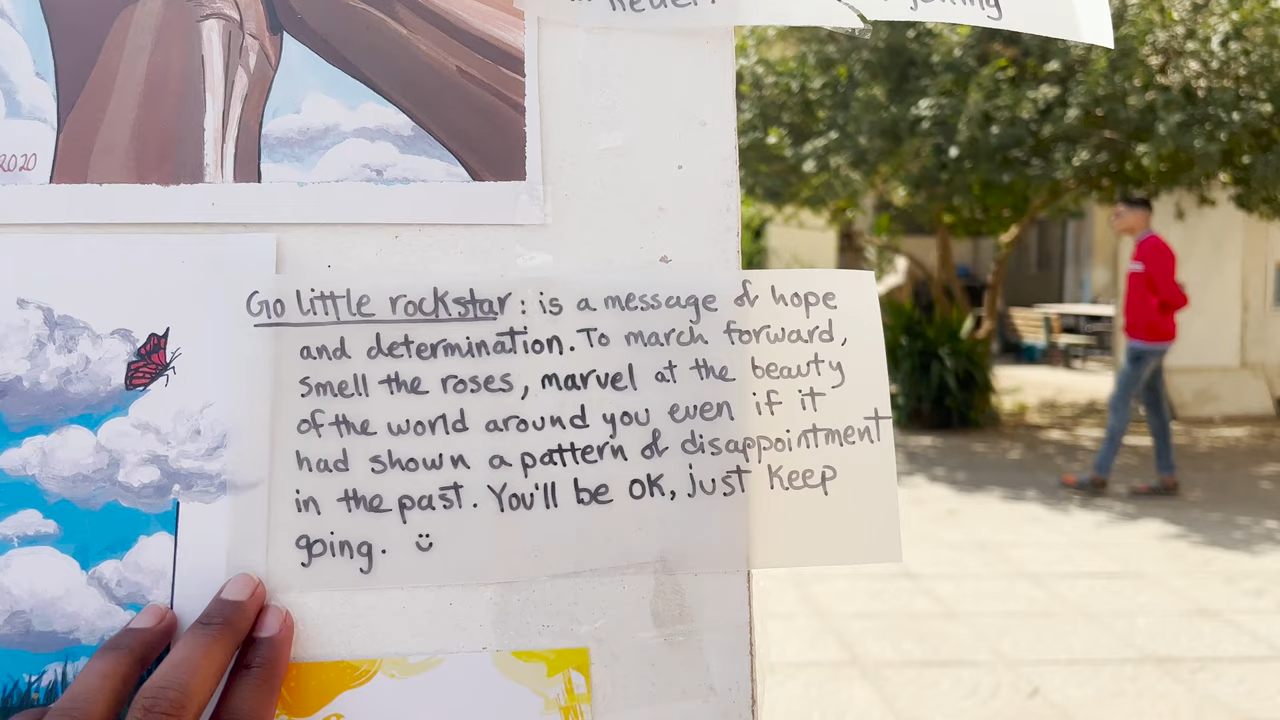 Go little rockstar: is a message of hope
and determination. To march forward,
smell the roses, marvel at the beauty
of the world around you even if it
had shown a pattern of disappointment
in the past. You'll be ok, just keep
going. :)
2020